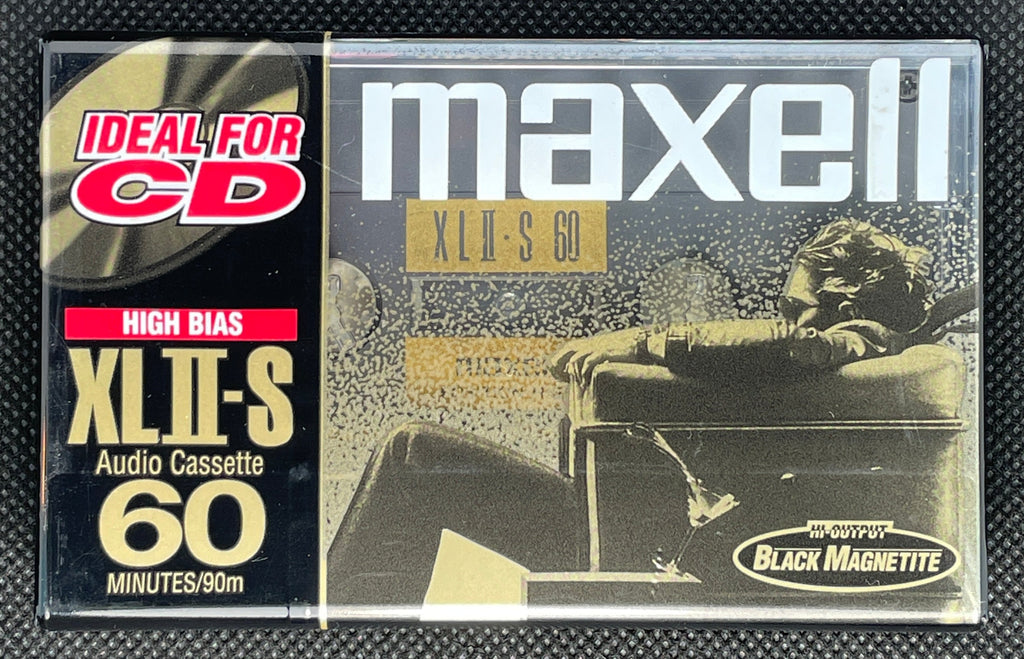 IDEAL FOR
CD
HIGH BIAS
XLII-S
Audio Cassette
60
MINUTES/90m
maxell
XLII·S 60
HI-OUTPUT
BLACK MAGNETITE